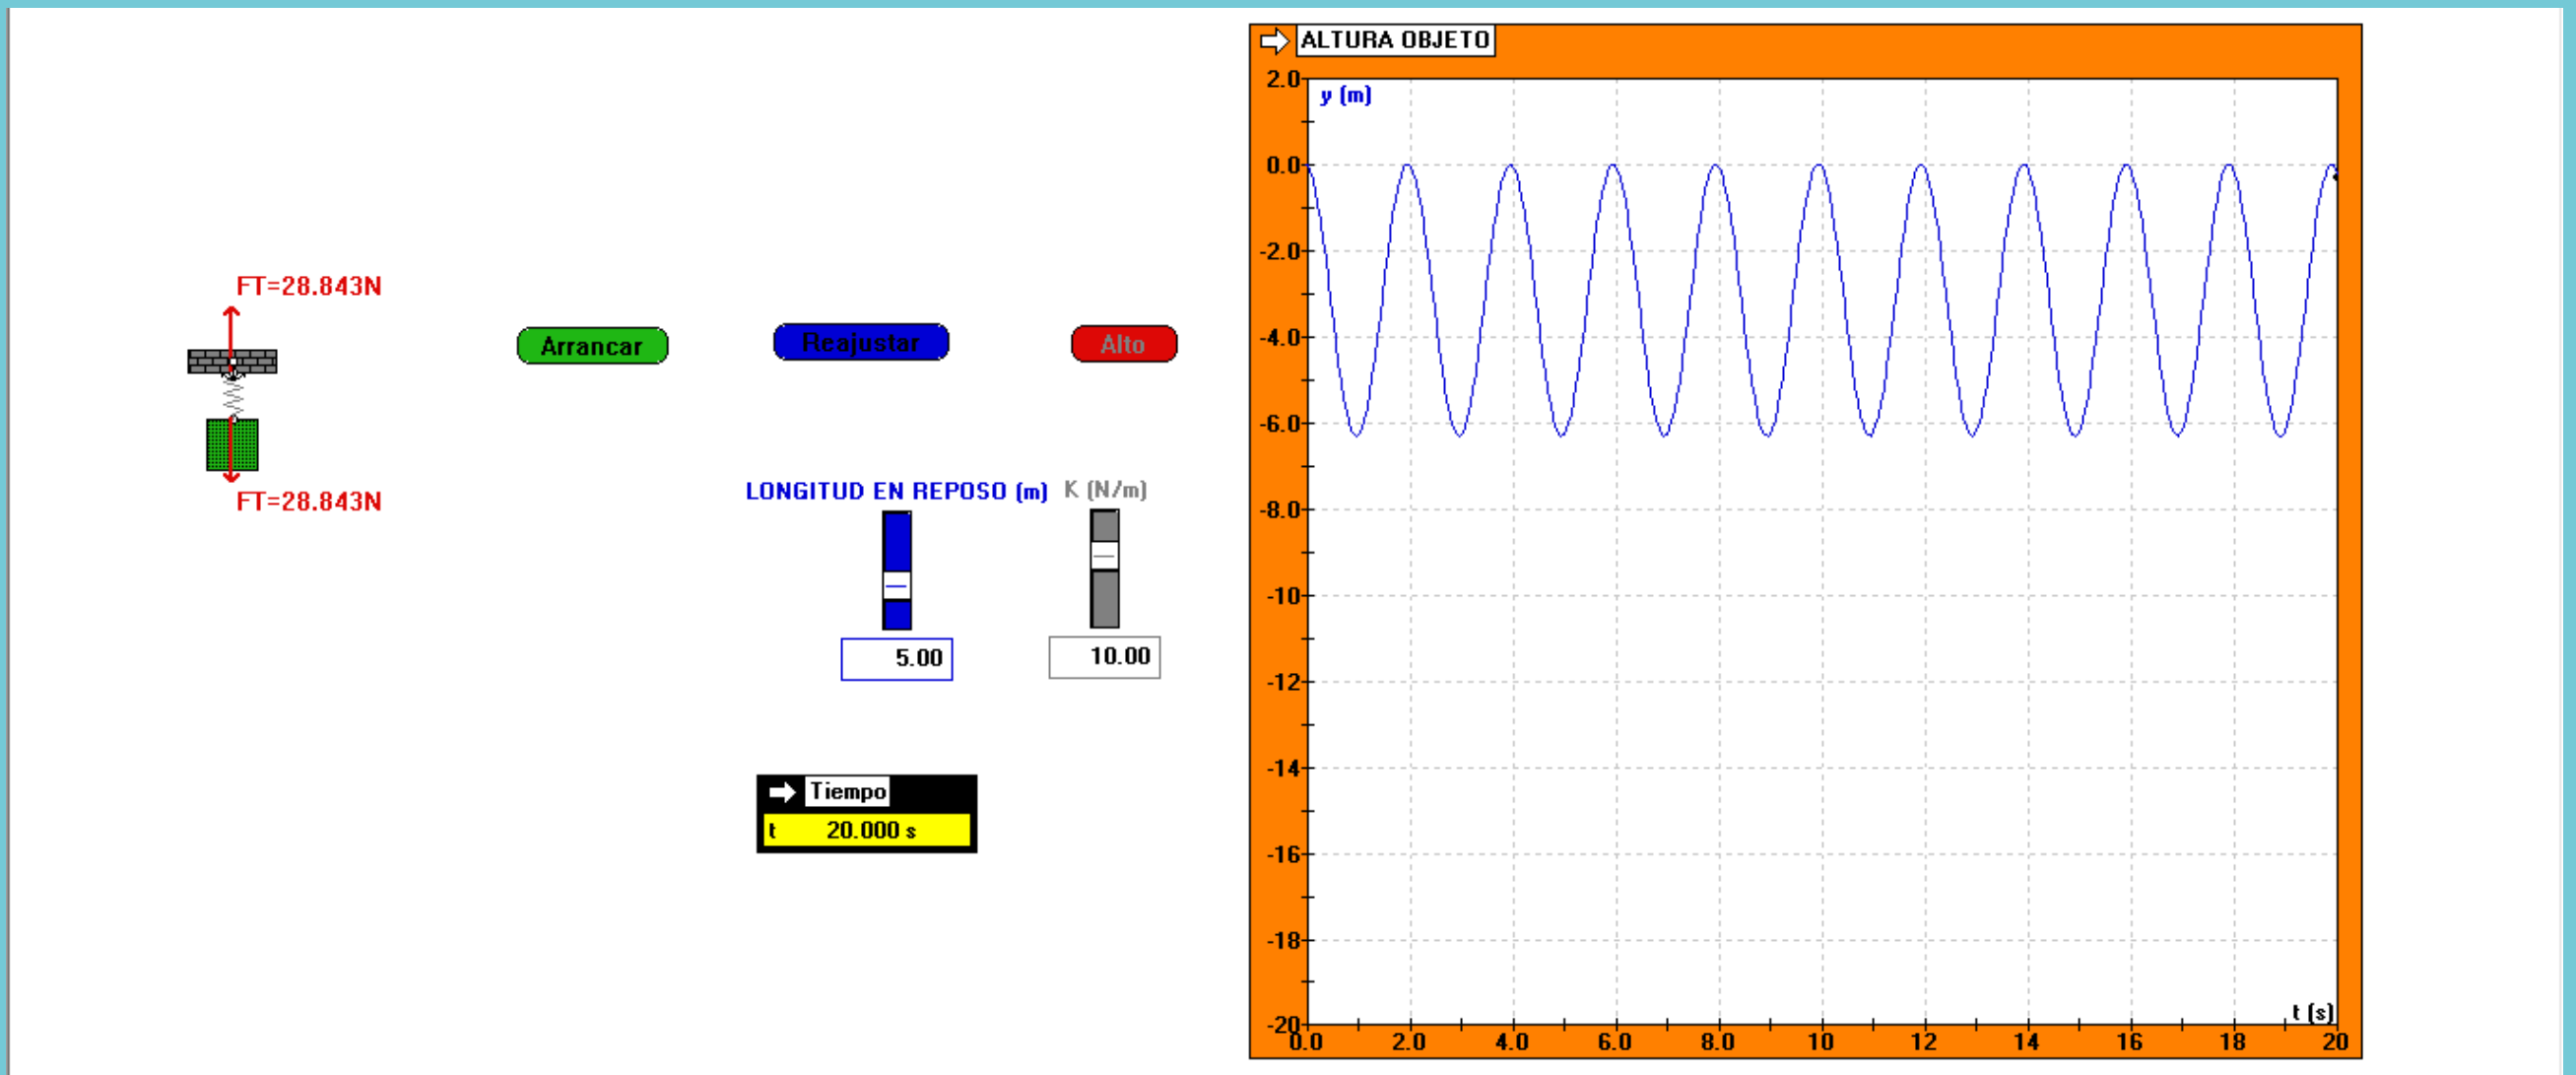 FT=28.843N
FT=28.843N
Arrancar
Reajustar
Alto
LONGITUD EN REPOSO (m)
K (N/m)
5.00
10.00
Tiempo
t 20.000 s
ALTURA OBJETO
y (m)
2.0
0.0
-2.0
-4.0
-6.0
-8.0
-10
-12
-14
-16
-18
-20
t (s)
0.0 2.0 4.0 6.0 8.0 10 12 14 16 18 20